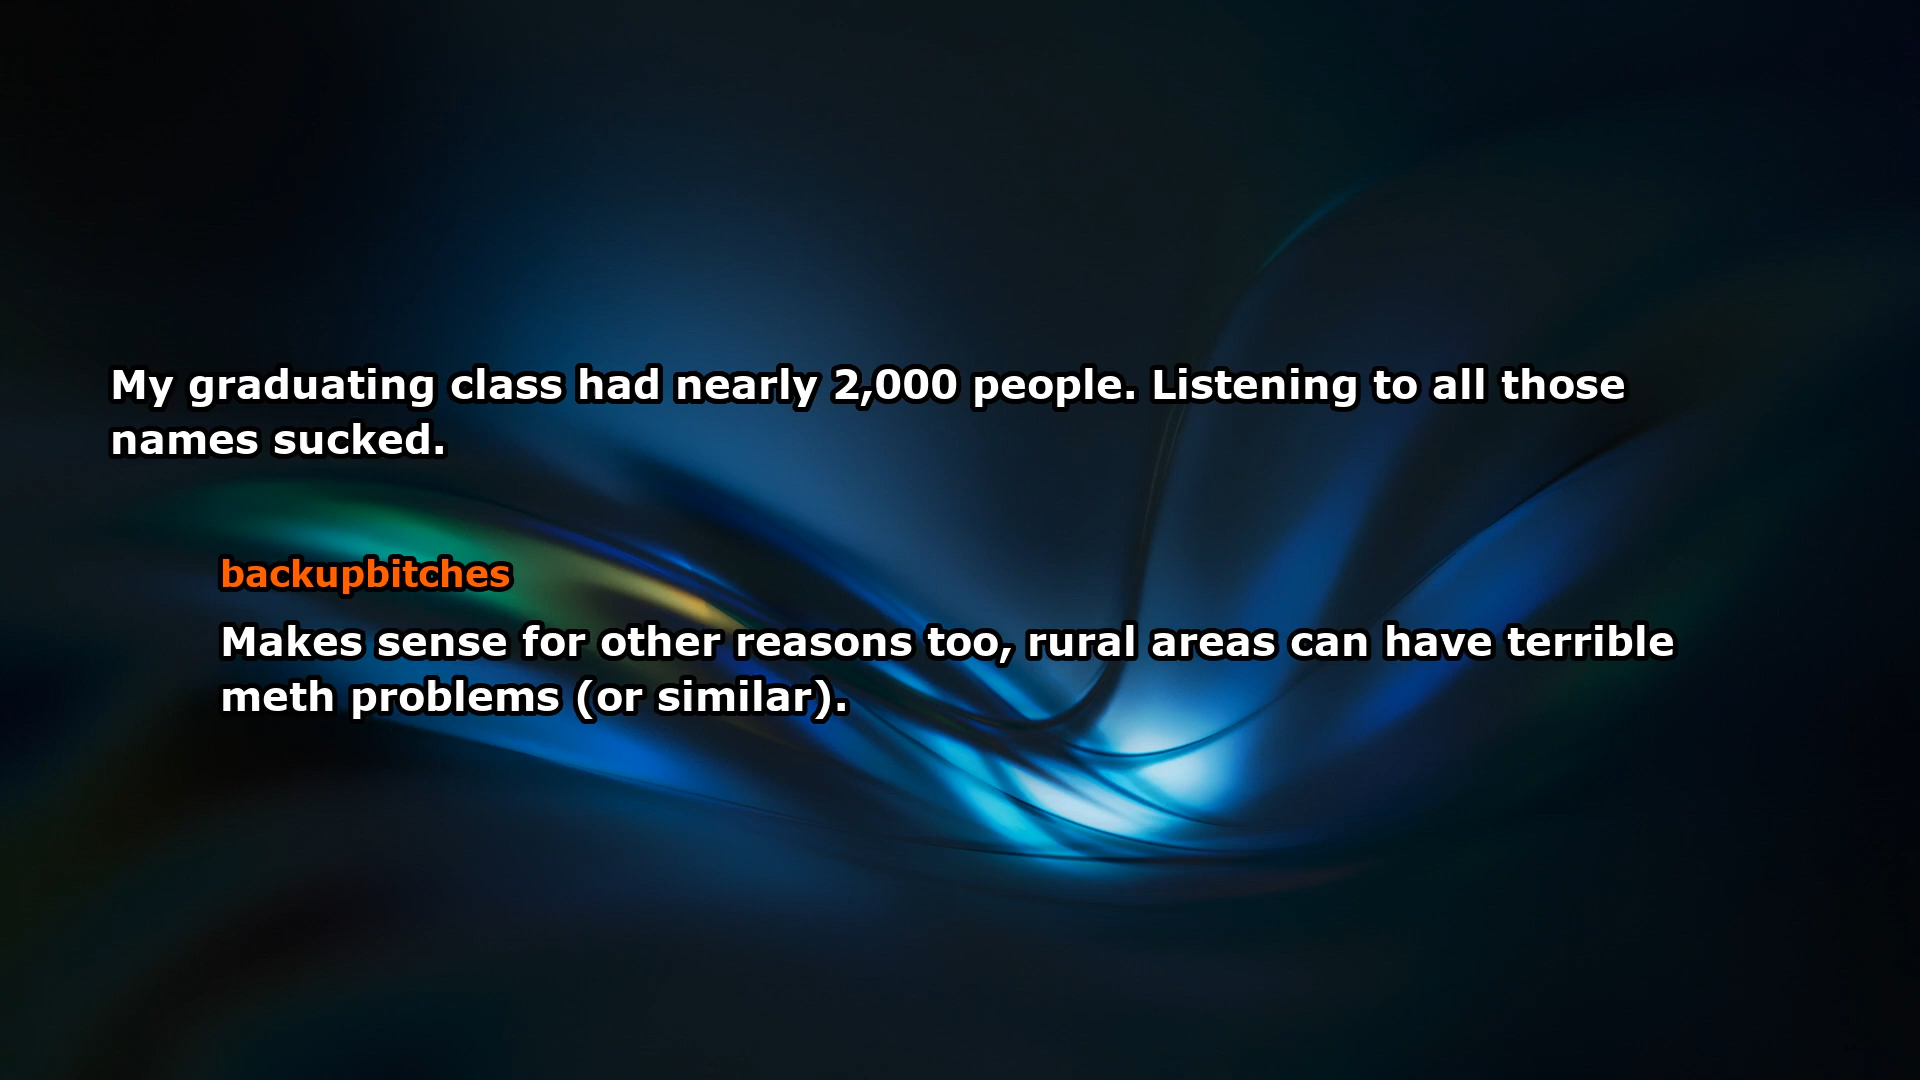 My graduating class had nearly 2,000 people. Listening to all those
names sucked.
backupbitches
Makes sense for other reasons too, rural areas can have terrible
meth problems (or similar).